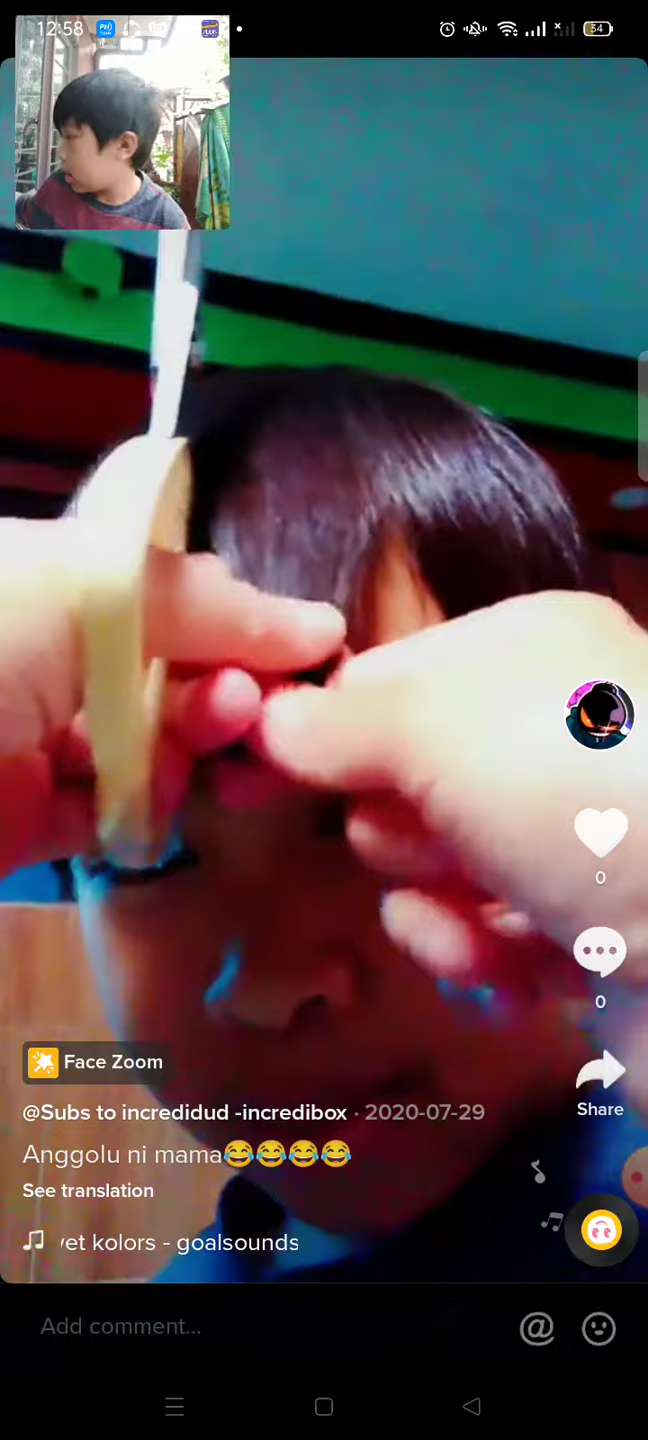 12:58
34
Face Zoom
@Subs to incredidud -incredibox · 2020-07-29
Anggolu ni mama😂😂😂😂
See translation
vet kolors - goalsounds
0
0
Share
Add comment...